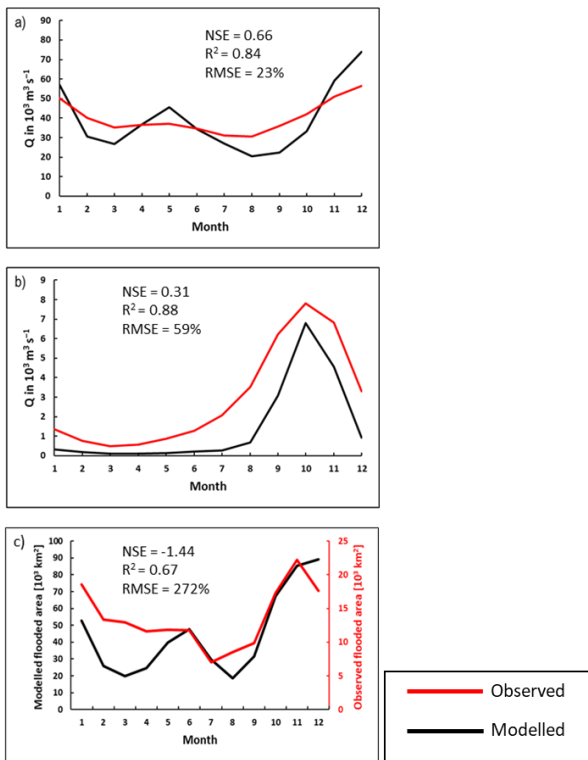 a)
NSE = 0.66
R² = 0.84
RMSE = 23%
Q in 10³ m³ s⁻¹
90
80
70
60
50
40
30
20
10
0
1 2 3 4 5 6 7 8 9 10 11 12
Month
b)
NSE = 0.31
R² = 0.88
RMSE = 59%
Q in 10³ m³ s⁻¹
9
8
7
6
5
4
3
2
1
0
1 2 3 4 5 6 7 8 9 10 11 12
Month
c)
NSE = -1.44
R² = 0.67
RMSE = 272%
Modelled flooded area [10³ km²]
100
90
80
70
60
50
40
30
20
10
0
25
20
15
10
5
0
Observed flooded area [10³ km²]
1 2 3 4 5 6 7 8 9 10 11 12
Month
Observed
Modelled